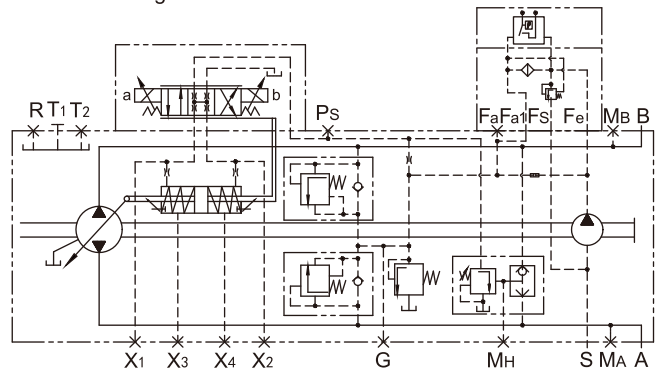 a b
R T1 T2 PS Fa Fa1 FS Fe MB B
X1 X3 X4 X2 G MH S MA A